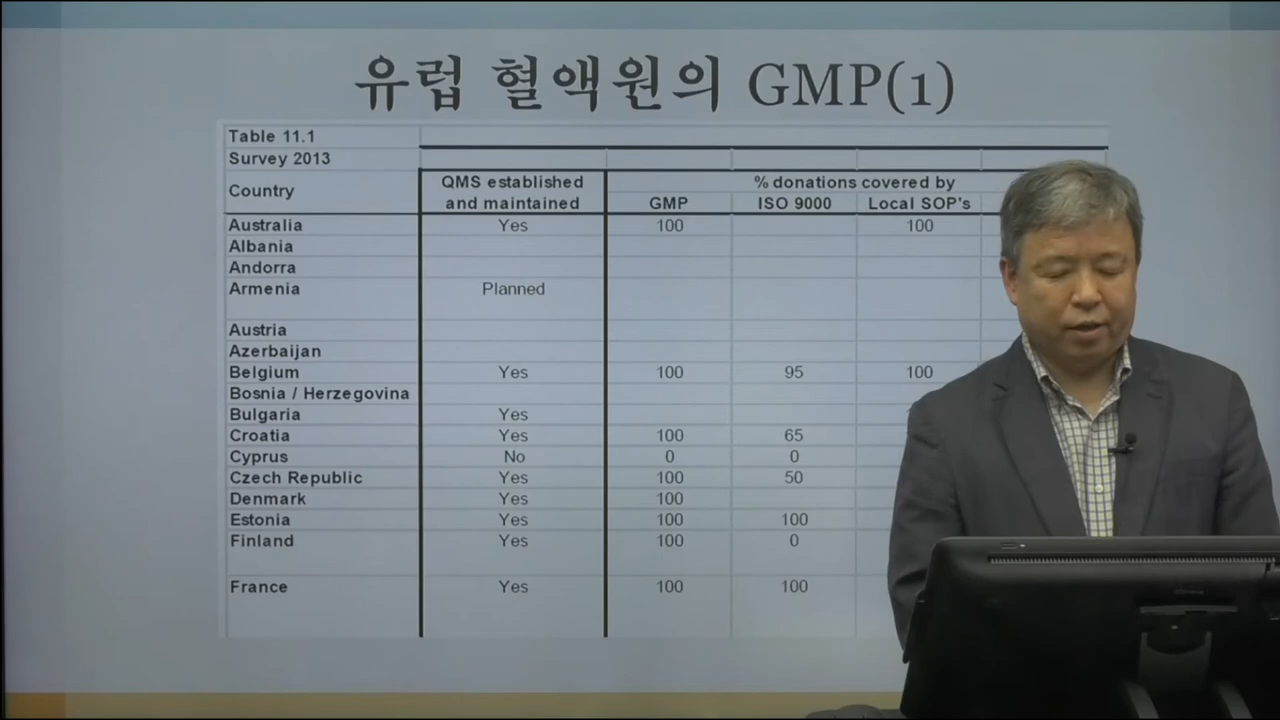 유럽 혈액원의 GMP(1)
Table 11.1
Survey 2013
Country QMS established and maintained % donations covered by
GMP ISO 9000 Local SOP's
Australia Yes 100 100
Albania
Andorra
Armenia Planned
Austria
Azerbaijan
Belgium Yes 100 95 100
Bosnia / Herzegovina
Bulgaria Yes
Croatia Yes 100 65
Cyprus No 0 0
Czech Republic Yes 100 50
Denmark Yes 100
Estonia Yes 100 100
Finland Yes 100 0
France Yes 100 100